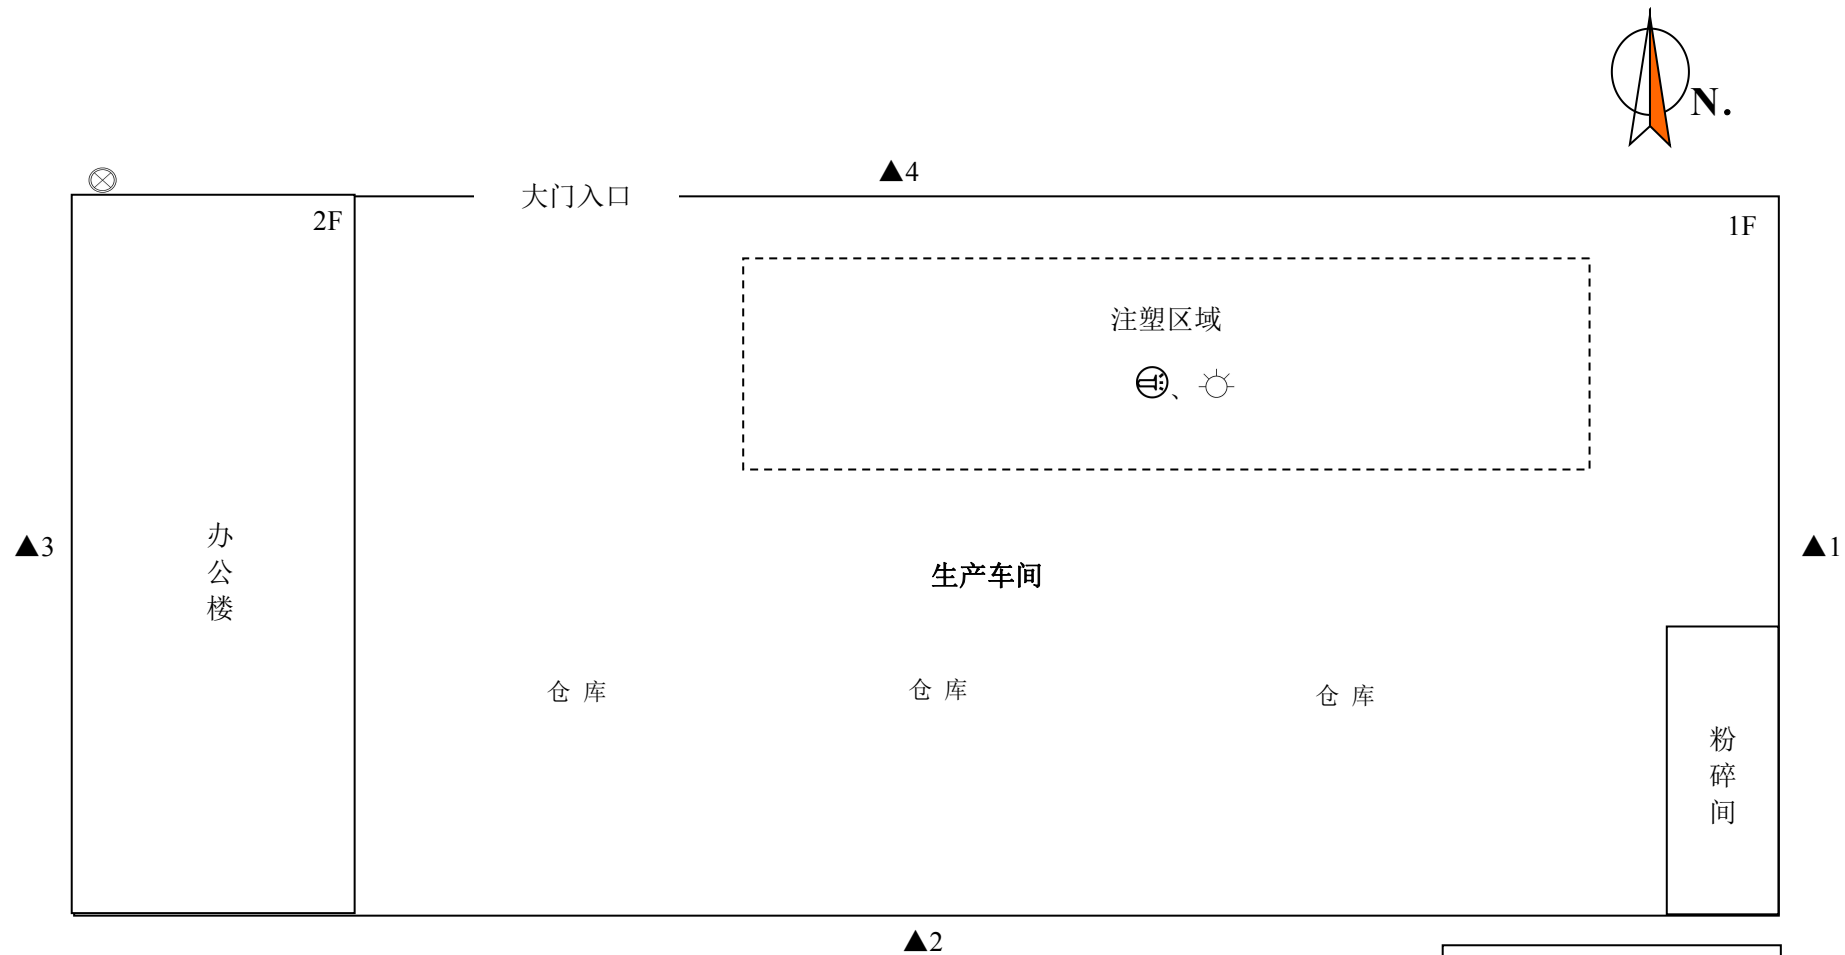 N.
▲4
大门入口
2F
1F
注塑区域
、
▲3
办公楼
生产车间
▲1
仓 库
仓 库
仓 库
粉碎间
▲2